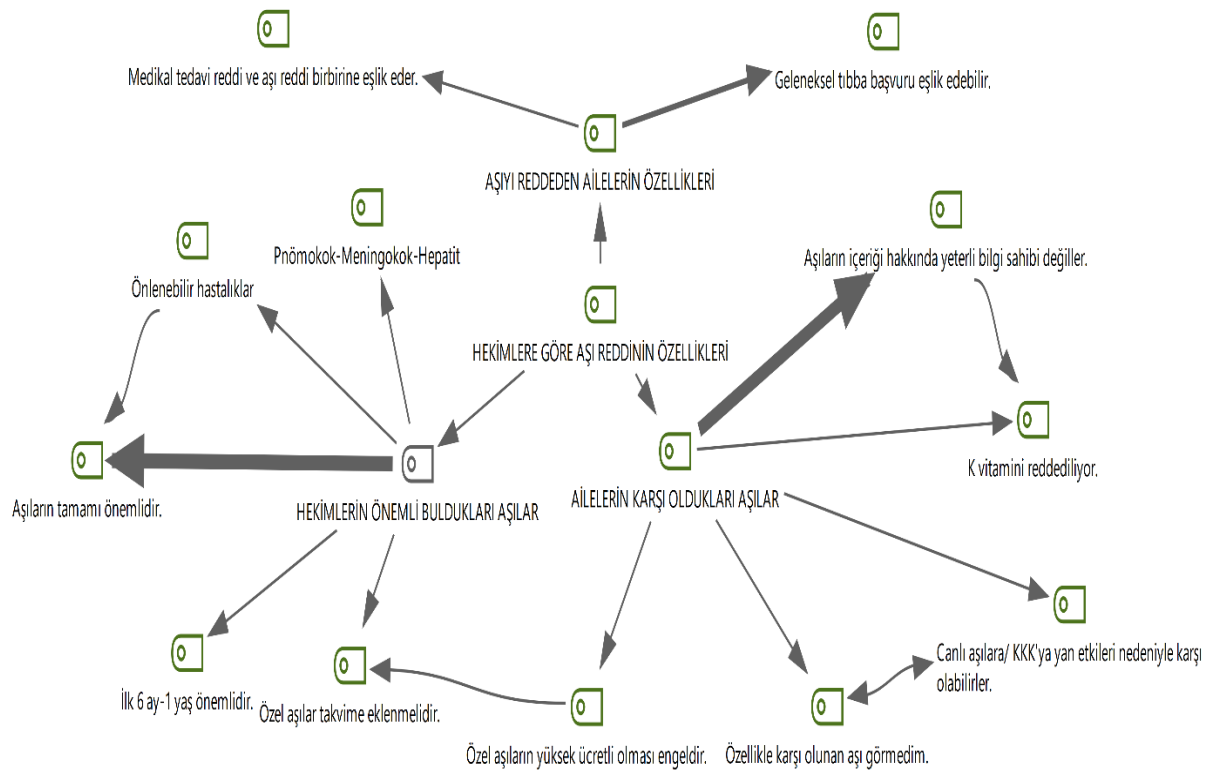 Medikal tedavi reddi ve aşı reddi birbirine eşlik eder.
Geleneksel tıbba başvuru eşlik edebilir.
AŞIYI REDDEDEN AİLELERİN ÖZELLİKLERİ
Pnömokok-Meningokok-Hepatit
Aşıların içeriği hakkında yeterli bilgi sahibi değiller.
Önlenebilir hastalıklar
HEKİMLERE GÖRE AŞI REDDİNİN ÖZELLİKLERİ
K vitamini reddediliyor.
Aşıların tamamı önemlidir.
HEKİMLERİN ÖNEMLİ BULDUKLARI AŞILAR
AİLELERİN KARŞI OLDUKLARI AŞILAR
Canlı aşılara/ KKK'ya yan etkileri nedeniyle karşı
olabilirler.
İlk 6 ay-1 yaş önemlidir.
Özel aşılar takvime eklenmelidir.
Özel aşıların yüksek ücretli olması engeldir.
Özellikle karşı olunan aşı görmedim.